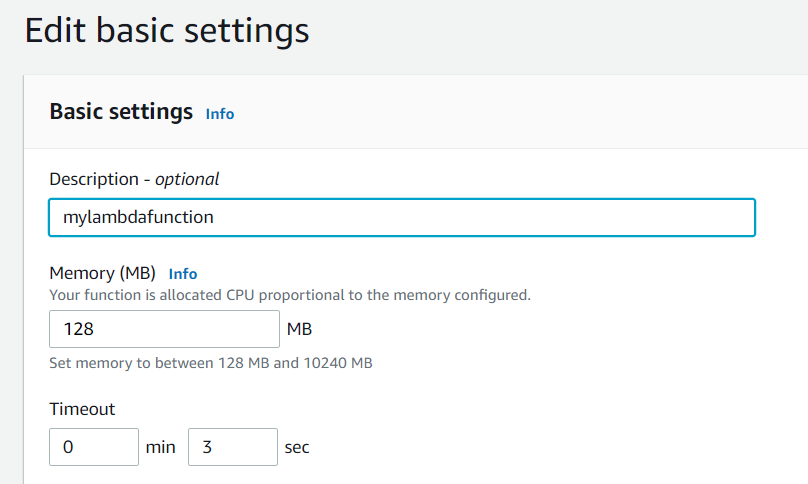 Edit basic settings
Basic settings Info
Description - optional
mylambdafunction
Memory (MB) Info
Your function is allocated CPU proportional to the memory configured.
128 MB
Set memory to between 128 MB and 10240 MB
Timeout
0 min 3 sec